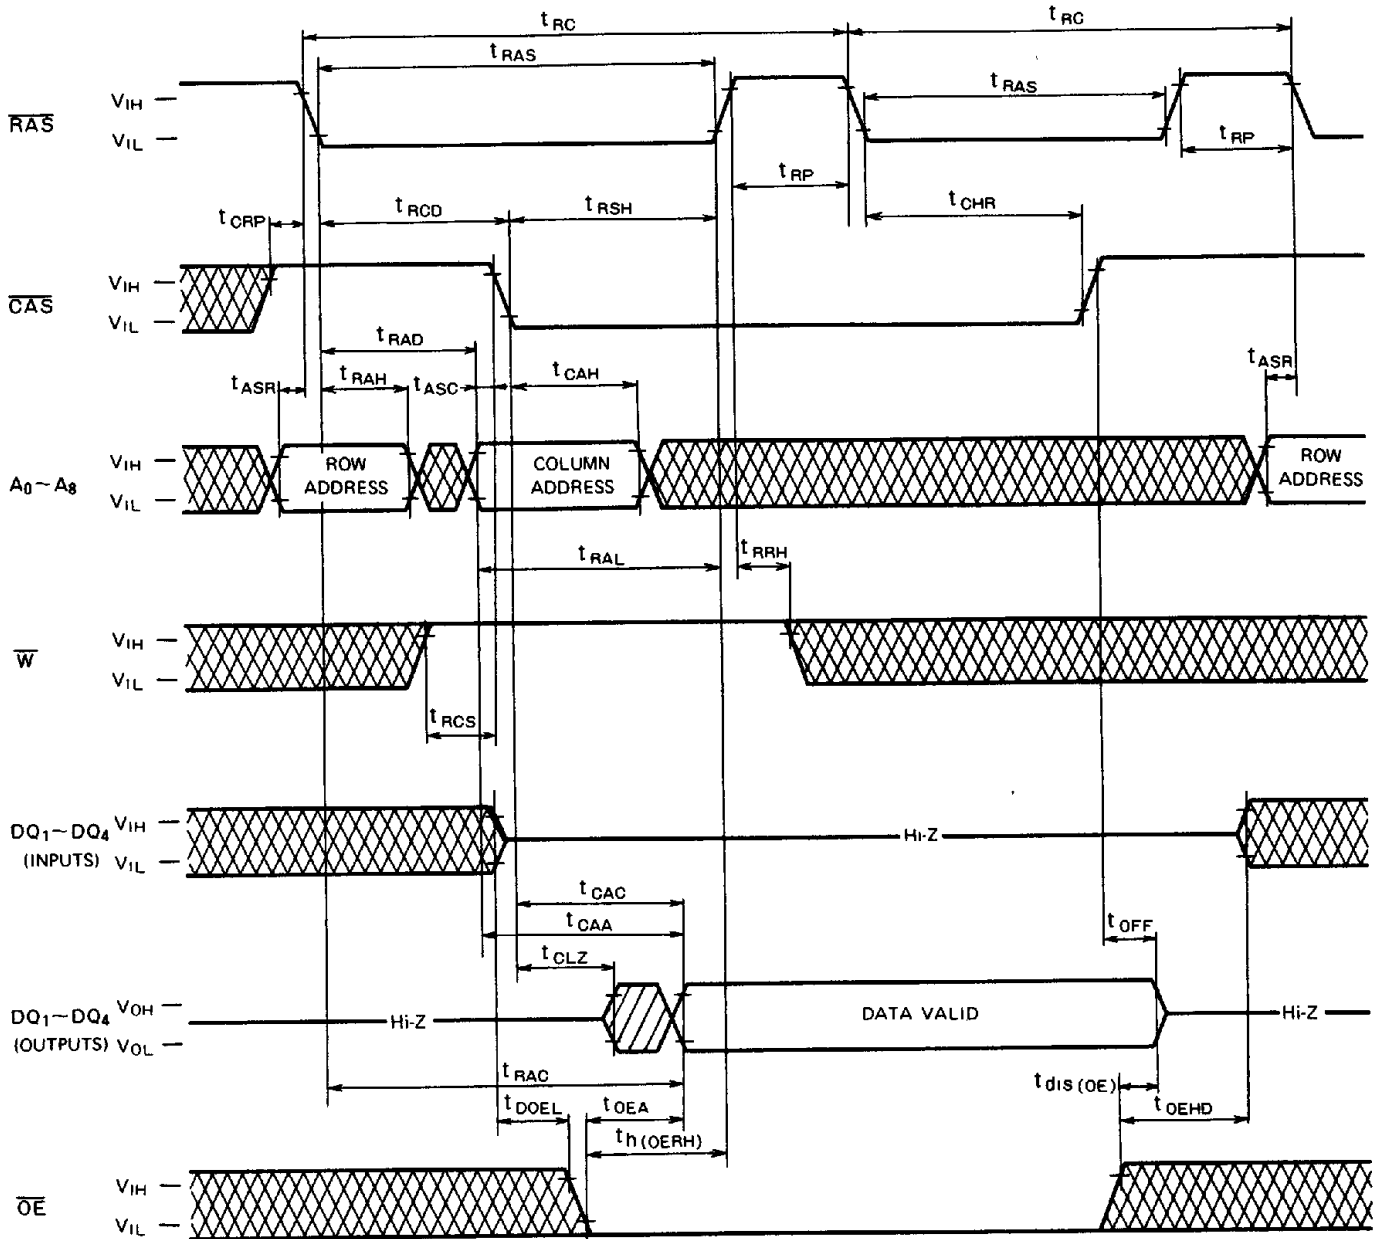 tRC tRC
tRAS
tRAS
RAS VIH
VIL
tRP tRP
tCRP tRCD tRSH tCHR
CAS VIH
VIL
tRAD
tASR tRAH tASC tCAH tASR
A0~A8 VIH
VIL
ROW ADDRESS
COLUMN ADDRESS
ROW ADDRESS
tRAL tRRH
W VIH
VIL
tRCS
DQ1~DQ4 VIH
(INPUTS) VIL
Hi-Z
tCAC
tCAA tOFF
tCLZ
DQ1~DQ4 VOH
(OUTPUTS) VOL
Hi-Z DATA VALID Hi-Z
tRAC tdis(OE)
tDOEL tOEA tOEHD
th(OERH)
OE VIH
VIL